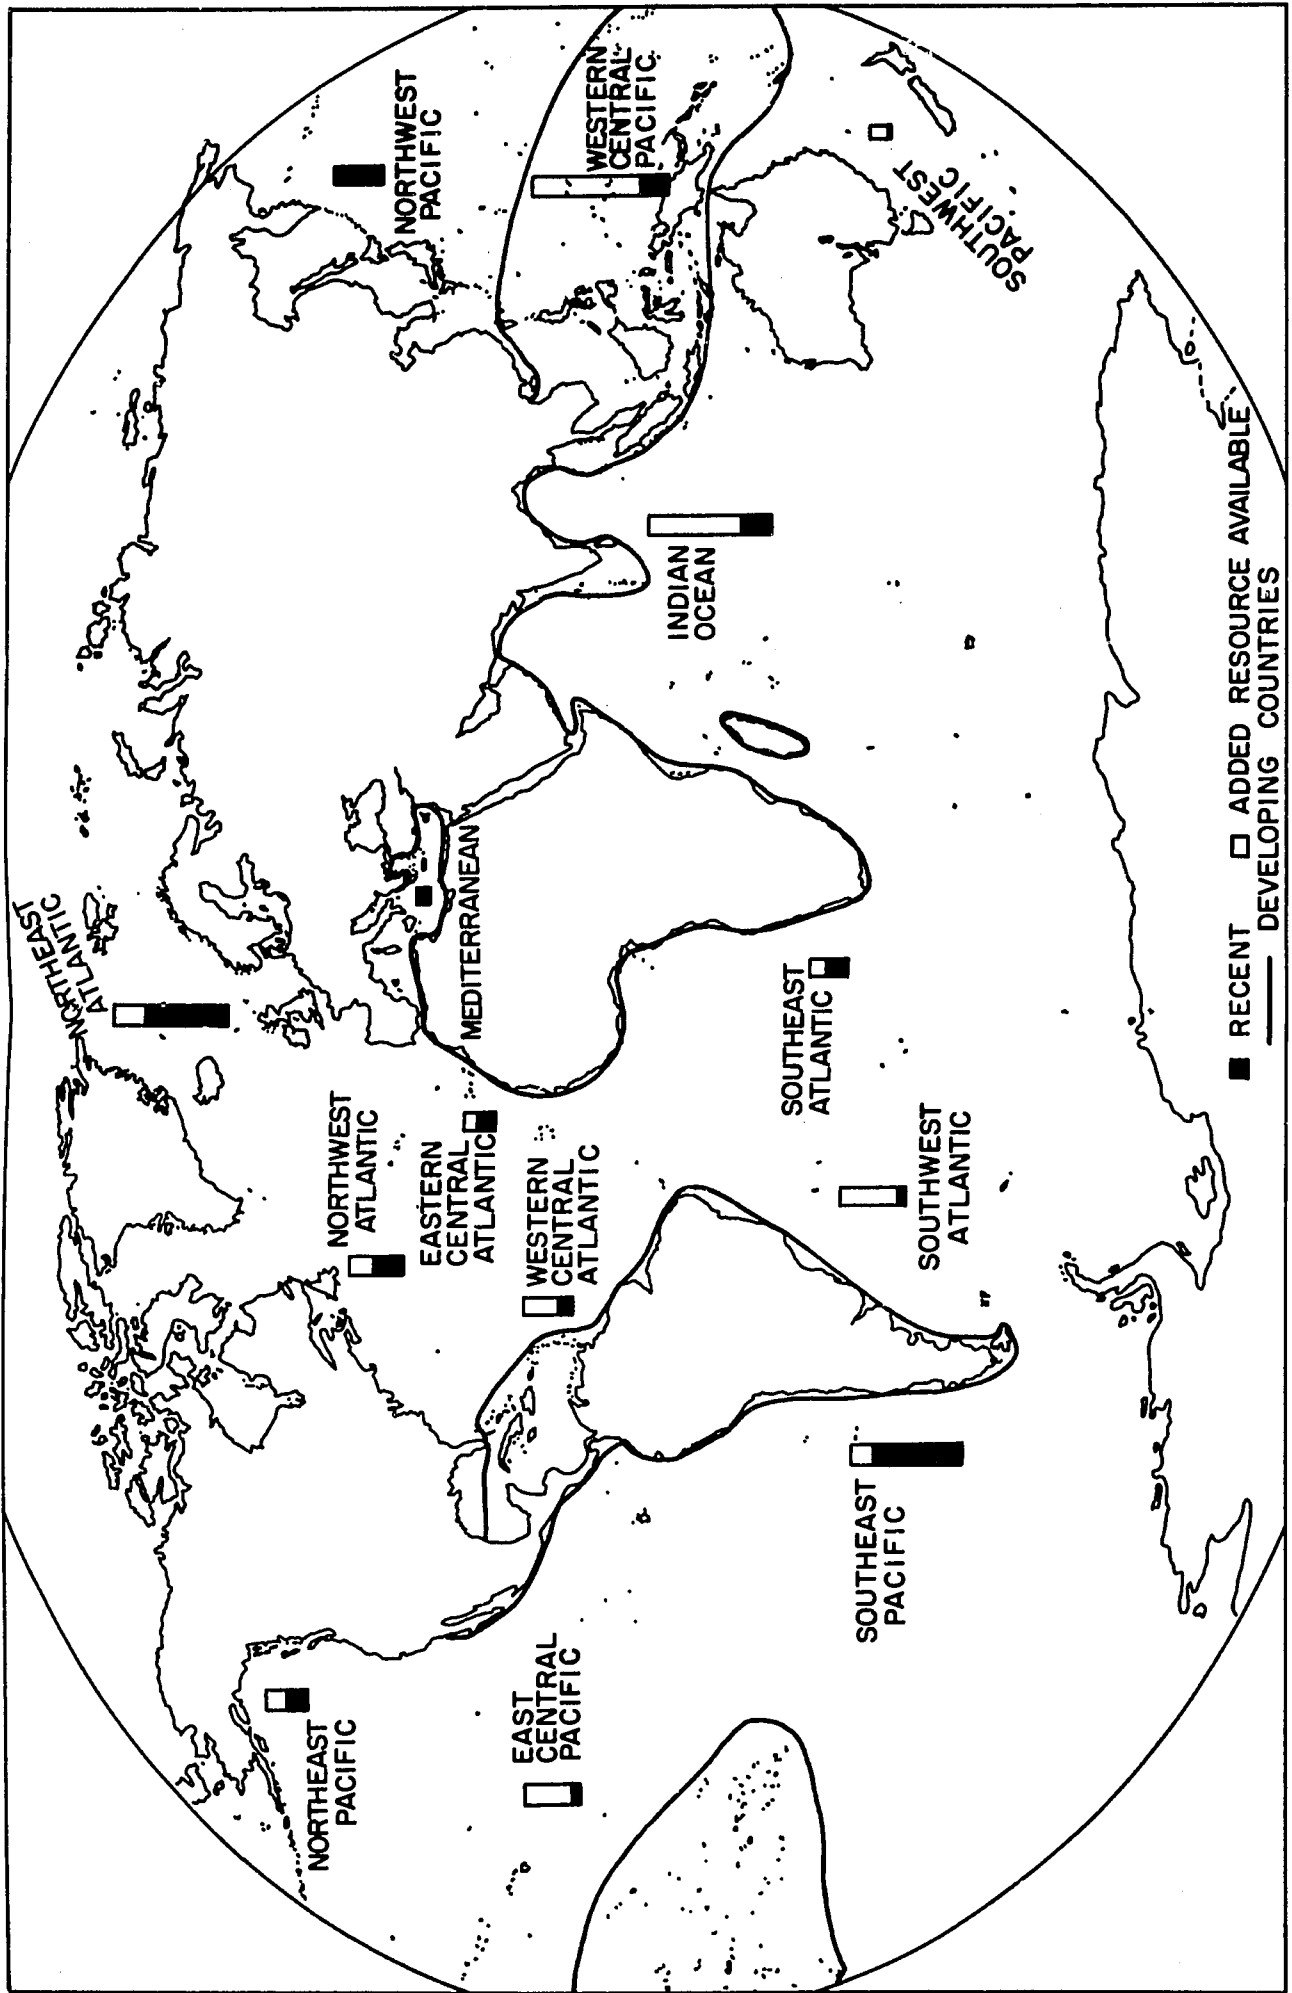 NORTHEAST
PACIFIC
EAST
CENTRAL
PACIFIC
SOUTHEAST
PACIFIC
NORTHWEST
ATLANTIC
EASTERN
CENTRAL
ATLANTIC
WESTERN
CENTRAL
ATLANTIC
SOUTHWEST
ATLANTIC
NORTHEAST
ATLANTIC
MEDITERRANEAN
SOUTHEAST
ATLANTIC
INDIAN
OCEAN
NORTHWEST
PACIFIC
WESTERN
CENTRAL
PACIFIC
SOUTHWEST
PACIFIC
RECENT ADDED RESOURCE AVAILABLE
DEVELOPING COUNTRIES